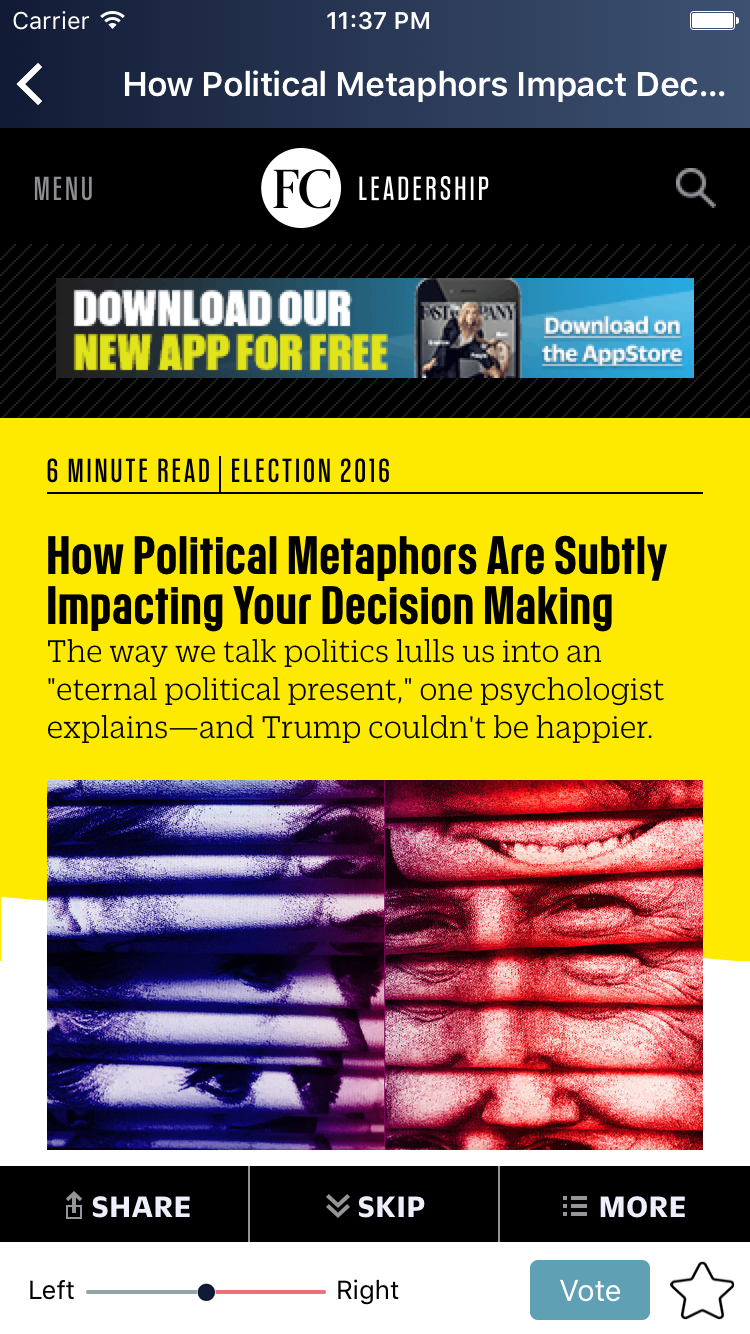 Carrier 11:37 PM
How Political Metaphors Impact Dec...
MENU FC LEADERSHIP
DOWNLOAD OUR
NEW APP FOR FREE
Download on
the AppStore
6 MINUTE READ | ELECTION 2016
How Political Metaphors Are Subtly
Impacting Your Decision Making
The way we talk politics lulls us into an
"eternal political present," one psychologist
explains—and Trump couldn't be happier.
SHARE SKIP MORE
Left Right Vote